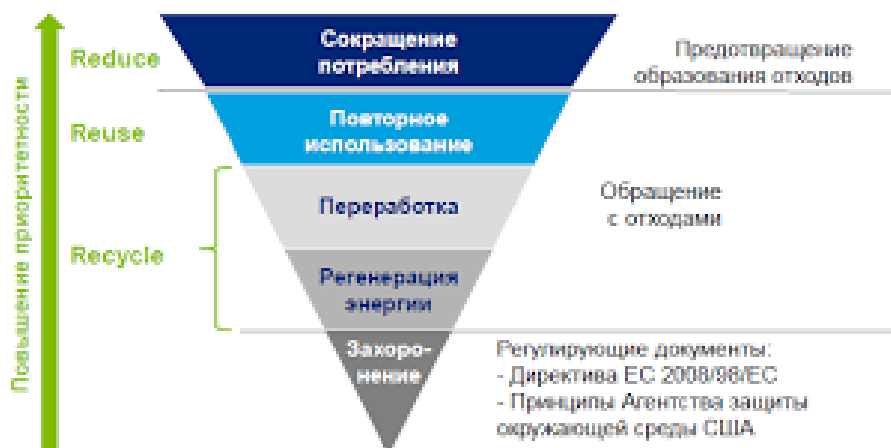 Повышение приоритетности
Reduce
Сокращение
потребления
Предотвращение
образования отходов
Reuse
Повторное
использование
Переработка
Обращение
с отходами
Recycle
Регенерация
энергии
Захоро-
нение
Регулирующие документы:
- Директива ЕС 2008/98/EC
- Принципы Агентства защиты
окружающей среды США